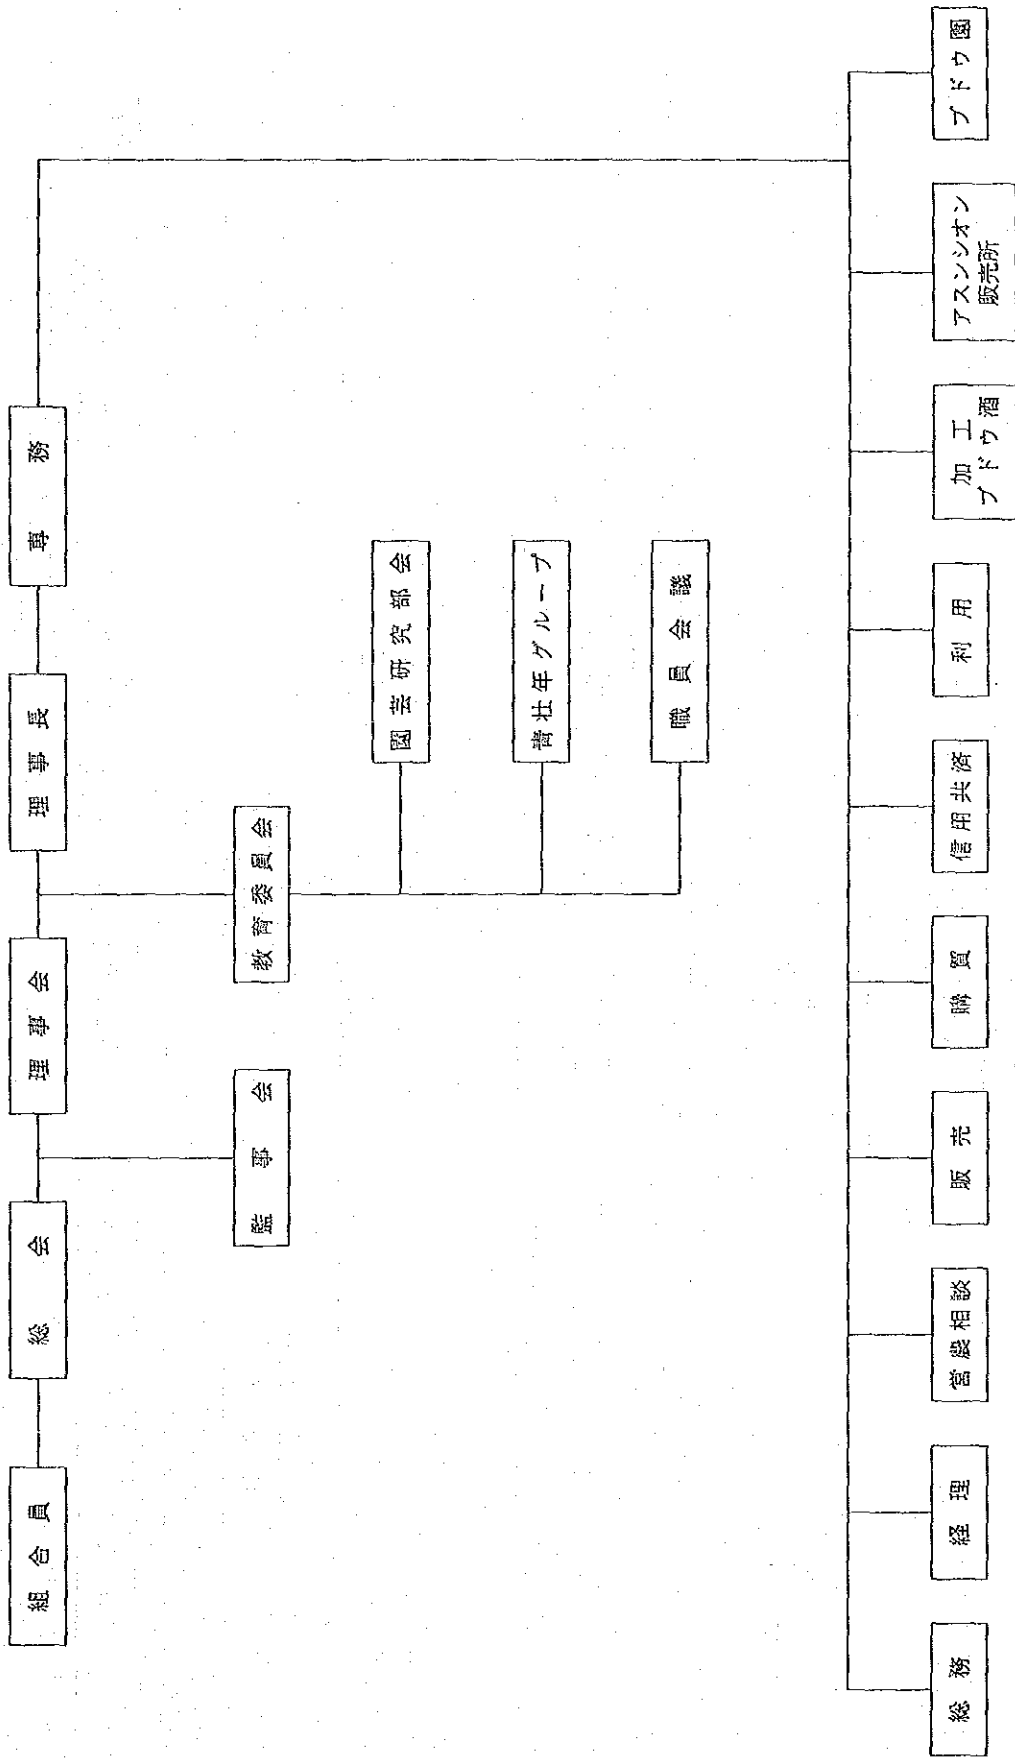 組合員
総会
理事会
理事長
専務
監事会
教育委員会
園芸研究部会
青壮年グループ
職員会議
総務
経理
営農相談
販売
購買
信用共済
利用
加工
ブドウ酒
アスンシオン
販売所
ブドウ園